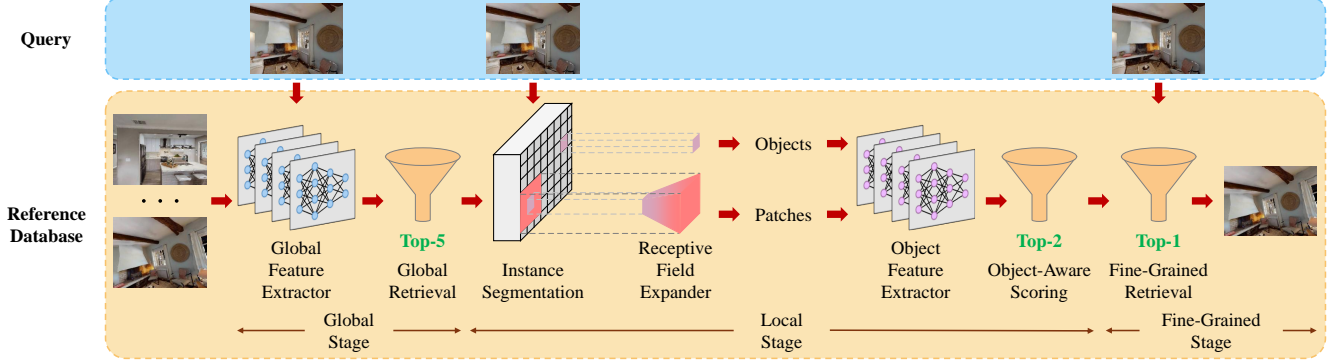 Query
Reference
Database
. . .
Objects
Patches
Top-5
Top-2
Top-1
Global
Feature
Extractor
Global
Retrieval
Instance
Segmentation
Receptive
Field
Expander
Object
Feature
Extractor
Object-Aware
Scoring
Fine-Grained
Retrieval
Global
Stage
Local
Stage
Fine-Grained
Stage